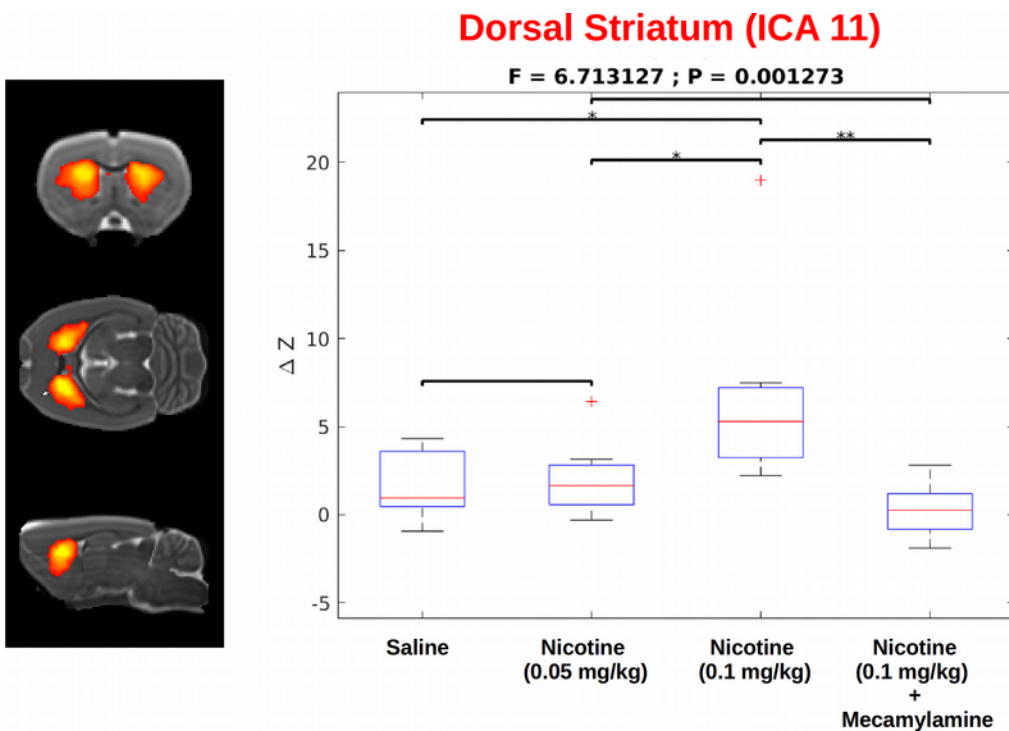 Dorsal Striatum (ICA 11)
F = 6.713127 ; P = 0.001273
*
**
*
20
15
10
5
0
-5
Δ Z
Saline
Nicotine
(0.05 mg/kg)
Nicotine
(0.1 mg/kg)
Nicotine
(0.1 mg/kg)
+
Mecamylamine